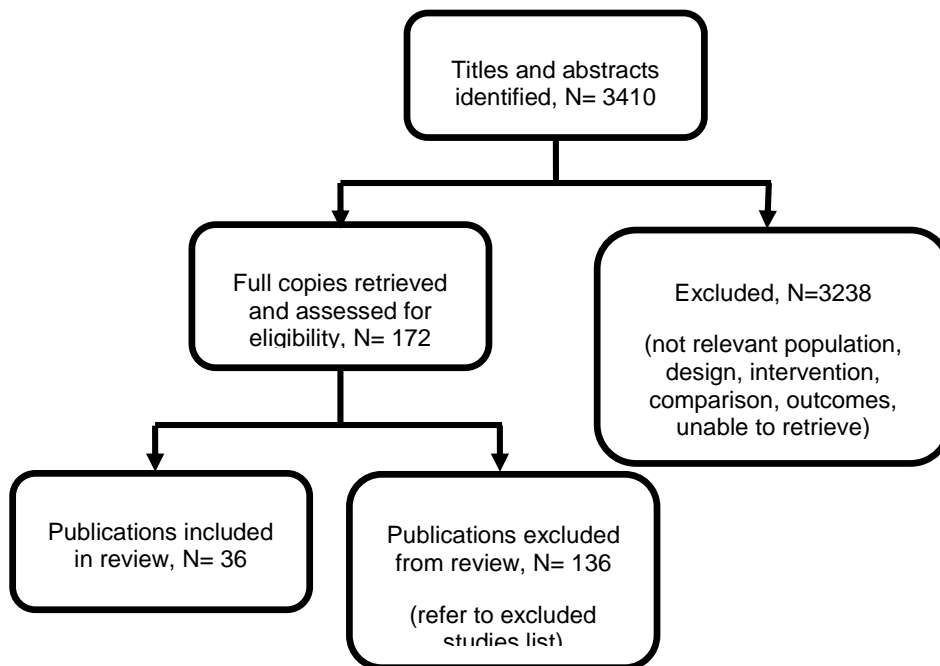 Titles and abstracts
identified, N= 3410
Full copies retrieved
and assessed for
eligibility, N= 172
Excluded, N=3238
(not relevant population,
design, intervention,
comparison, outcomes,
unable to retrieve)
Publications included
in review, N= 36
Publications excluded
from review, N= 136
(refer to excluded
studies list)